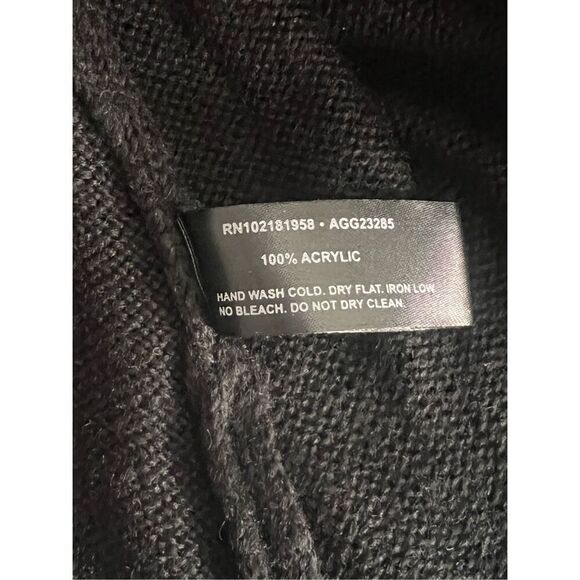 RN102181958 • AGG23285
100% ACRYLIC
HAND WASH COLD. DRY FLAT. IRON LOW
NO BLEACH. DO NOT DRY CLEAN.